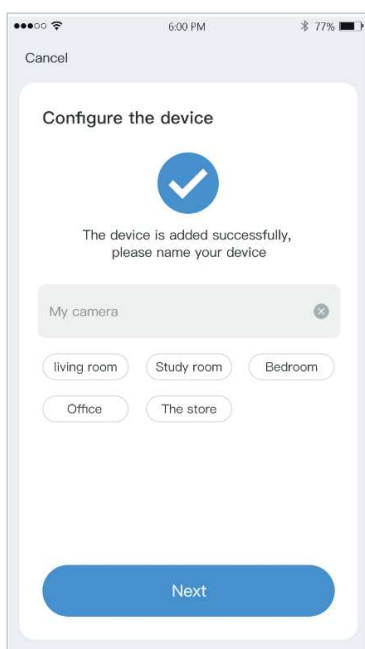 6:00 PM 77%
Cancel
Configure the device
The device is added successfully,
please name your device
My camera
living room Study room Bedroom
Office The store
Next